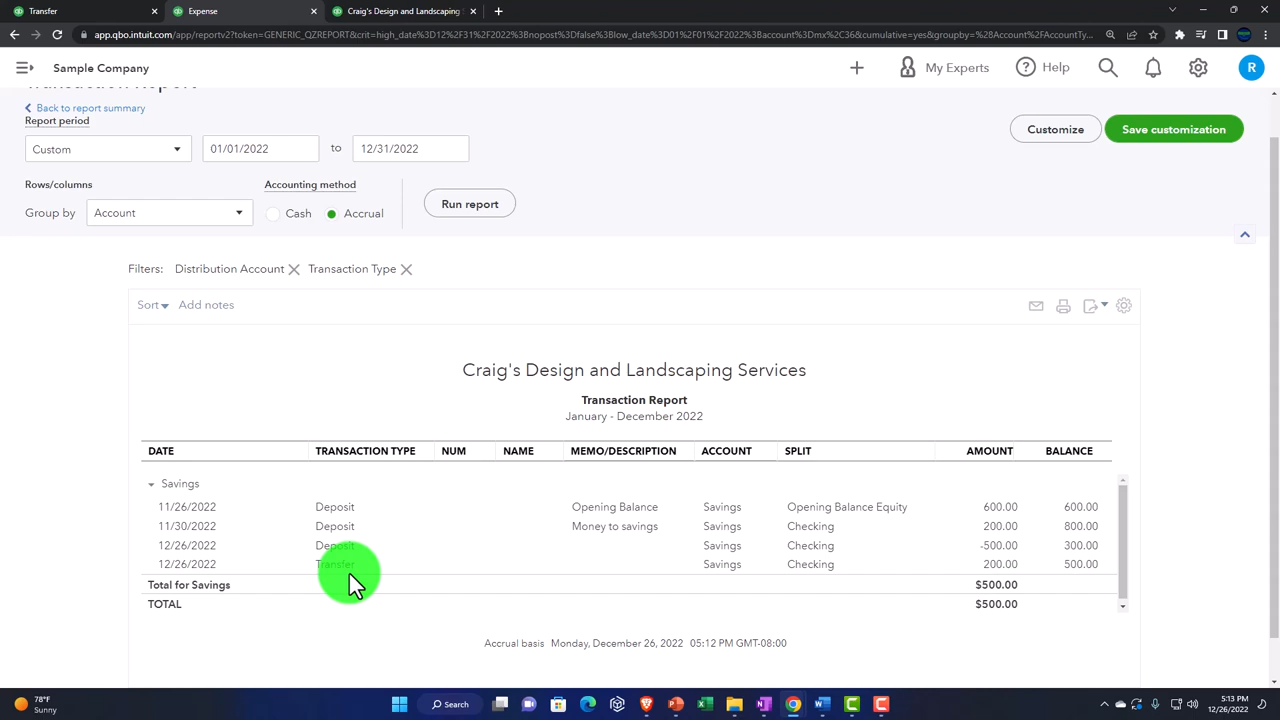 Transfer
Expense
Craig's Design and Landscaping S
app.qbo.intuit.com/app/reportv2?token=GENERIC_QZREPORT&crit=high_date%12%2F31%2F2022%3Bnopost%3Dfalse%3Blow_date%3D01%2F01%2F2022%3Baccount%3Dmx%2C36&cumulative=yes&groupby=%28Account%2CAccountTy...
Sample Company
My Experts
Help
R
Transaction Report
Back to report summary
Report period
Custom
01/01/2022
to
12/31/2022
Customize
Save customization
Rows/columns
Accounting method
Group by
Account
Cash
Accrual
Run report
Filters: Distribution Account Transaction Type
Sort Add notes
Craig's Design and Landscaping Services
Transaction Report
January - December 2022
DATE TRANSACTION TYPE NUM NAME MEMO/DESCRIPTION ACCOUNT SPLIT AMOUNT BALANCE
Savings
11/26/2022 Deposit Opening Balance Savings Opening Balance Equity 600.00 600.00
11/30/2022 Deposit Money to savings Savings Checking 200.00 800.00
12/26/2022 Deposit Savings Checking -500.00 300.00
12/26/2022 Transfer Savings Checking 200.00 500.00
Total for Savings $500.00
TOTAL $500.00
Accrual basis Monday, December 26, 2022 05:12 PM GMT-08:00
78°F
Sunny
Search
5:13 PM
12/26/2022